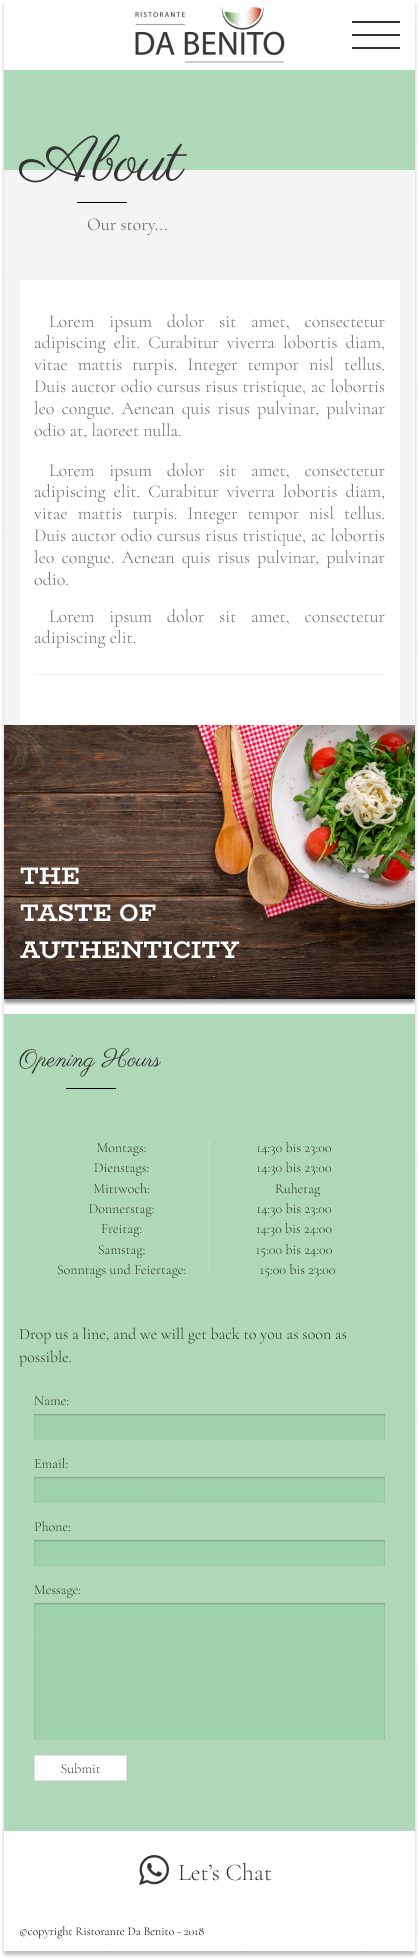 RISTORANTE
DA BENITO
About
Our story...
Lorem ipsum dolor sit amet, consectetur
adipiscing elit. Curabitur viverra lobortis diam,
vitae mattis turpis. Integer tempor nisl tellus.
Duis auctor odio cursus risus tristique, ac lobortis
leo congue. Aenean quis risus pulvinar, pulvinar
odio at, laoreet nulla.
Lorem ipsum dolor sit amet, consectetur
adipiscing elit. Curabitur viverra lobortis diam,
vitae mattis turpis. Integer tempor nisl tellus.
Duis auctor odio cursus risus tristique, ac lobortis
leo congue. Aenean quis risus pulvinar, pulvinar
odio.
Lorem ipsum dolor sit amet, consectetur
adipiscing elit.
THE
TASTE OF
AUTHENTICITY
Opening Hours
Montags: 14:30 bis 23:00
Dienstags: 14:30 bis 23:00
Mittwoch: Ruhetag
Donnerstag: 14:30 bis 23:00
Freitag: 14:30 bis 24:00
Samstag: 15:00 bis 24:00
Sonntags und Feiertage: 15:00 bis 23:00
Drop us a line, and we will get back to you as soon as
possible.
Name:
Email:
Phone:
Message:
Submit
Let's Chat
©copyright Ristorante Da Benito - 2018